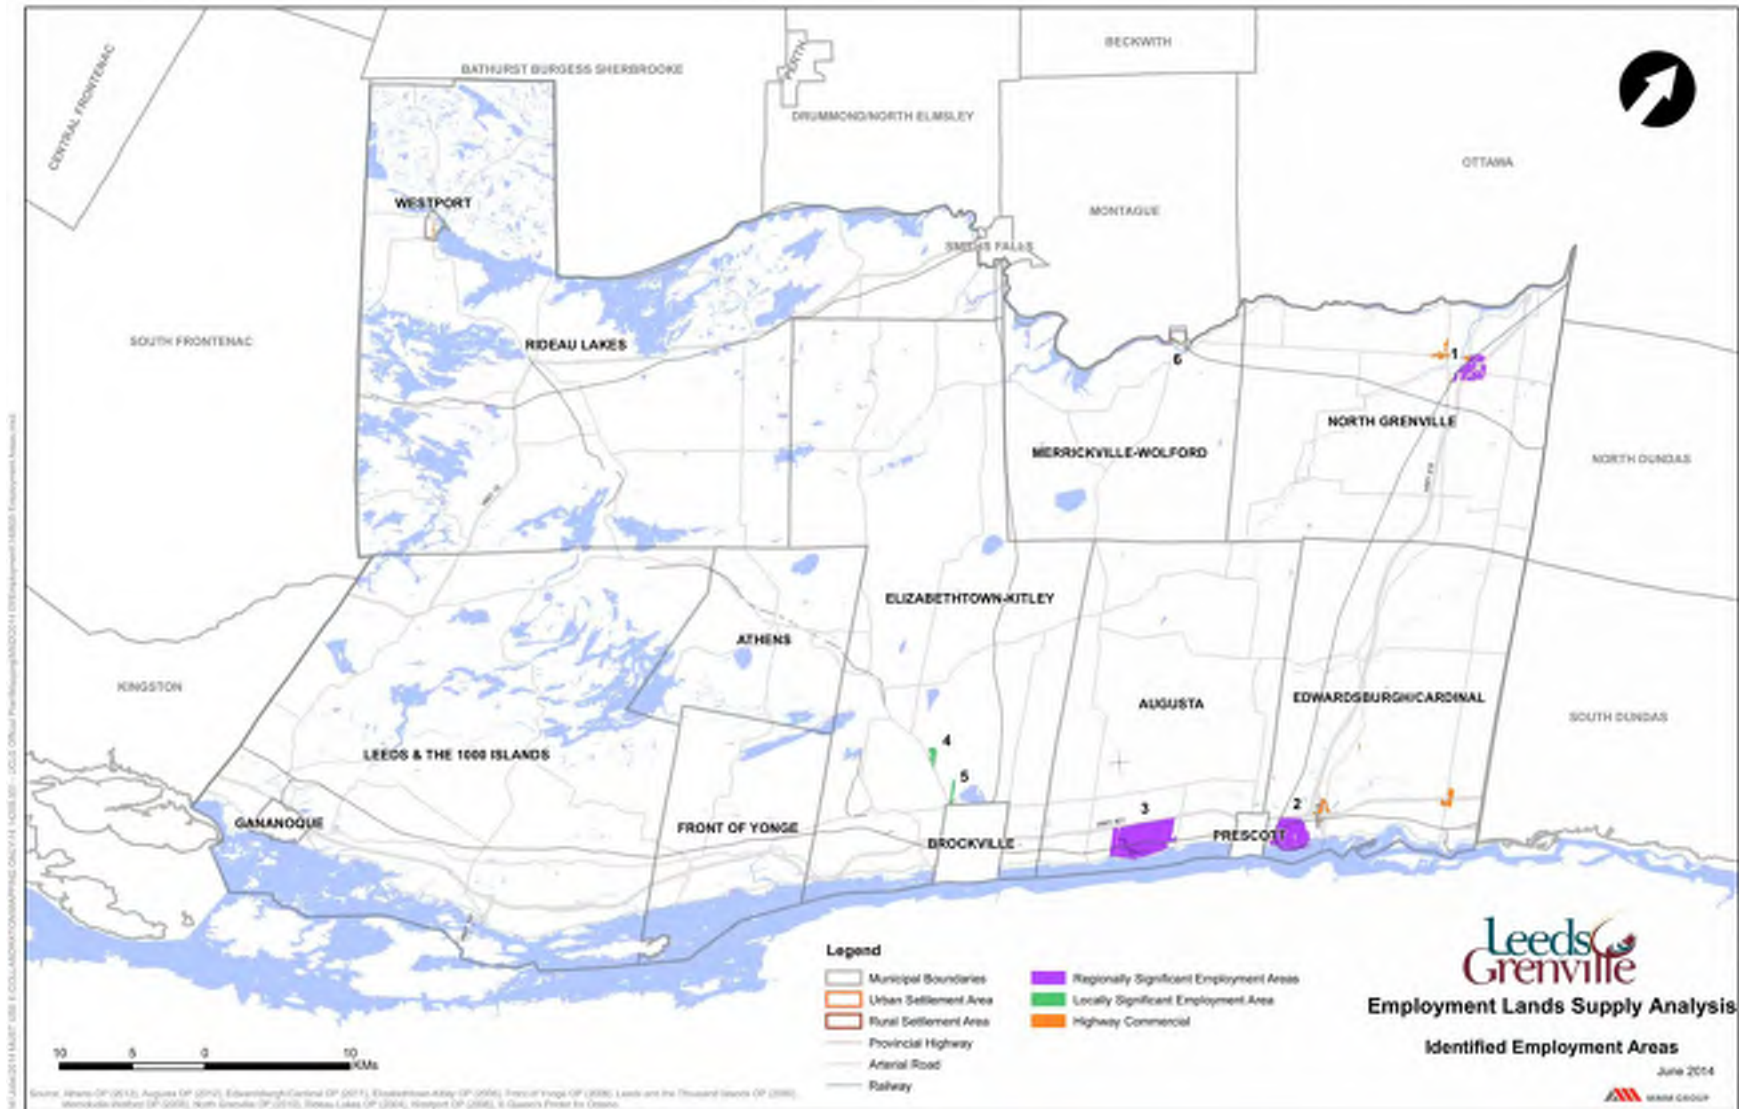 BECKWITH
CENTRAL FRONTENAC
BATHURST BURGESS SHERBROOKE
PERTH
DRUMMOND/NORTH ELMSLEY
OTTAWA
MONTAGUE
WESTPORT
SMITHS FALLS
SOUTH FRONTENAC
RIDEAU LAKES
6
1
NORTH GRENVILLE
MERRICKVILLE-WOLFORD
NORTH DUNDAS
ELIZABETHTOWN-KITLEY
ATHENS
KINGSTON
AUGUSTA
EDWARDSBURGH/CARDINAL
SOUTH DUNDAS
LEEDS & THE 1000 ISLANDS
4
5
3
2
GANANOQUE
FRONT OF YONGE
BROCKVILLE
PRESCOTT
Legend
Municipal Boundaries
Urban Settlement Area
Rural Settlement Area
Provincial Highway
Arterial Road
Railway
Regionally Significant Employment Areas
Locally Significant Employment Area
Highway Commercial
Leeds Grenville
Employment Lands Supply Analysis
Identified Employment Areas
June 2014
MMM GROUP
10 5 0 10
KMs